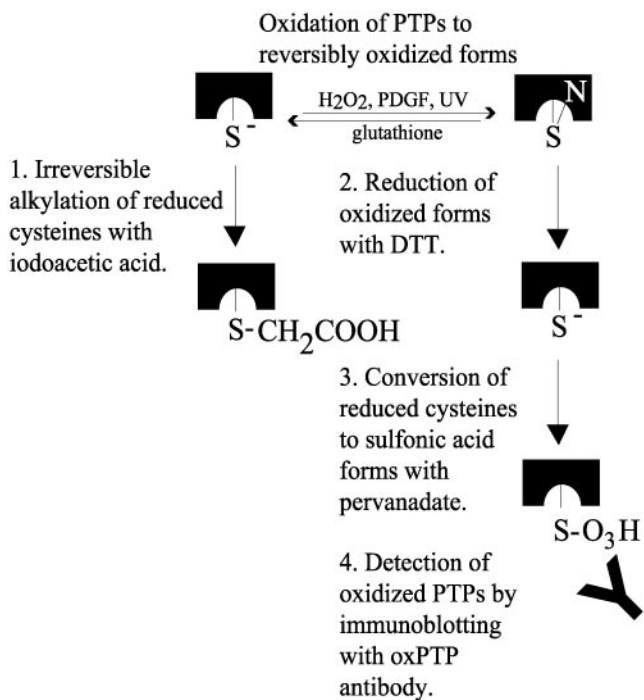 Oxidation of PTPs to
reversibly oxidized forms
H2O2, PDGF, UV
glutathione
S-
N
S
1. Irreversible
alkylation of reduced
cysteines with
iodoacetic acid.
2. Reduction of
oxidized forms
with DTT.
S-CH2COOH
S-
3. Conversion of
reduced cysteines
to sulfonic acid
forms with
pervanadate.
S-O3H
4. Detection of
oxidized PTPs by
immunoblotting
with oxPTP
antibody.